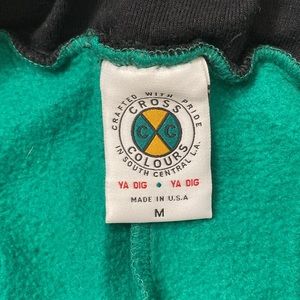 CRAFTED WITH PRIDE
CROSS
C C
COLOURS
IN SOUTH CENTRAL L.A.
YA DIG • YA DIG
MADE IN U.S.A
M